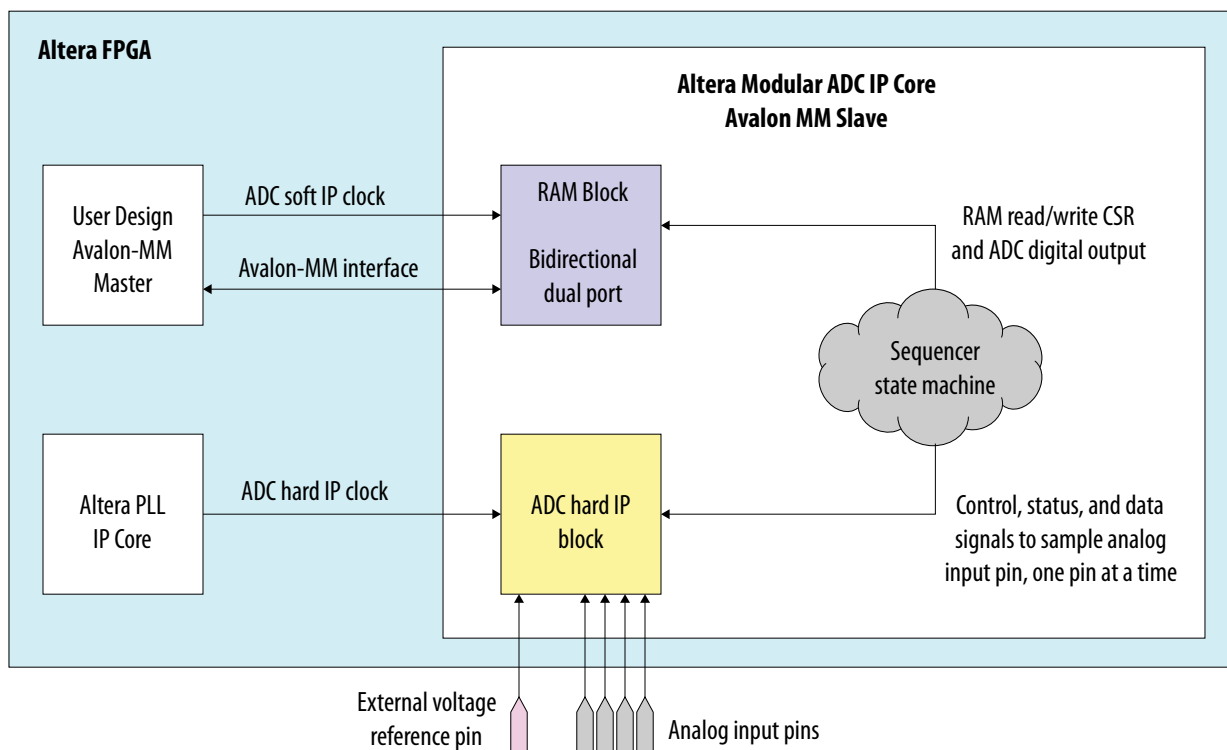 Altera FPGA
Altera Modular ADC IP Core
Avalon MM Slave
User Design
Avalon-MM
Master
ADC soft IP clock
Avalon-MM interface
RAM Block
Bidirectional
dual port
RAM read/write CSR
and ADC digital output
Sequencer
state machine
Altera PLL
IP Core
ADC hard IP clock
ADC hard IP
block
Control, status, and data
signals to sample analog
input pin, one pin at a time
External voltage
reference pin
Analog input pins